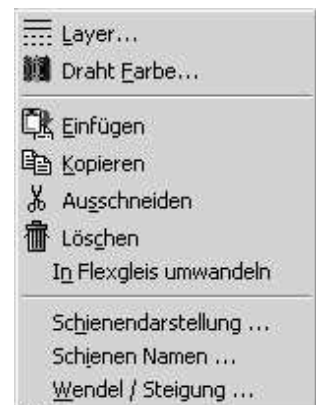 Layer...
Draht Farbe...
Einfügen
Kopieren
Ausschneiden
Löschen
In Flexgleis umwandeln
Schienendarstellung ...
Schienen Namen ...
Wendel / Steigung ...